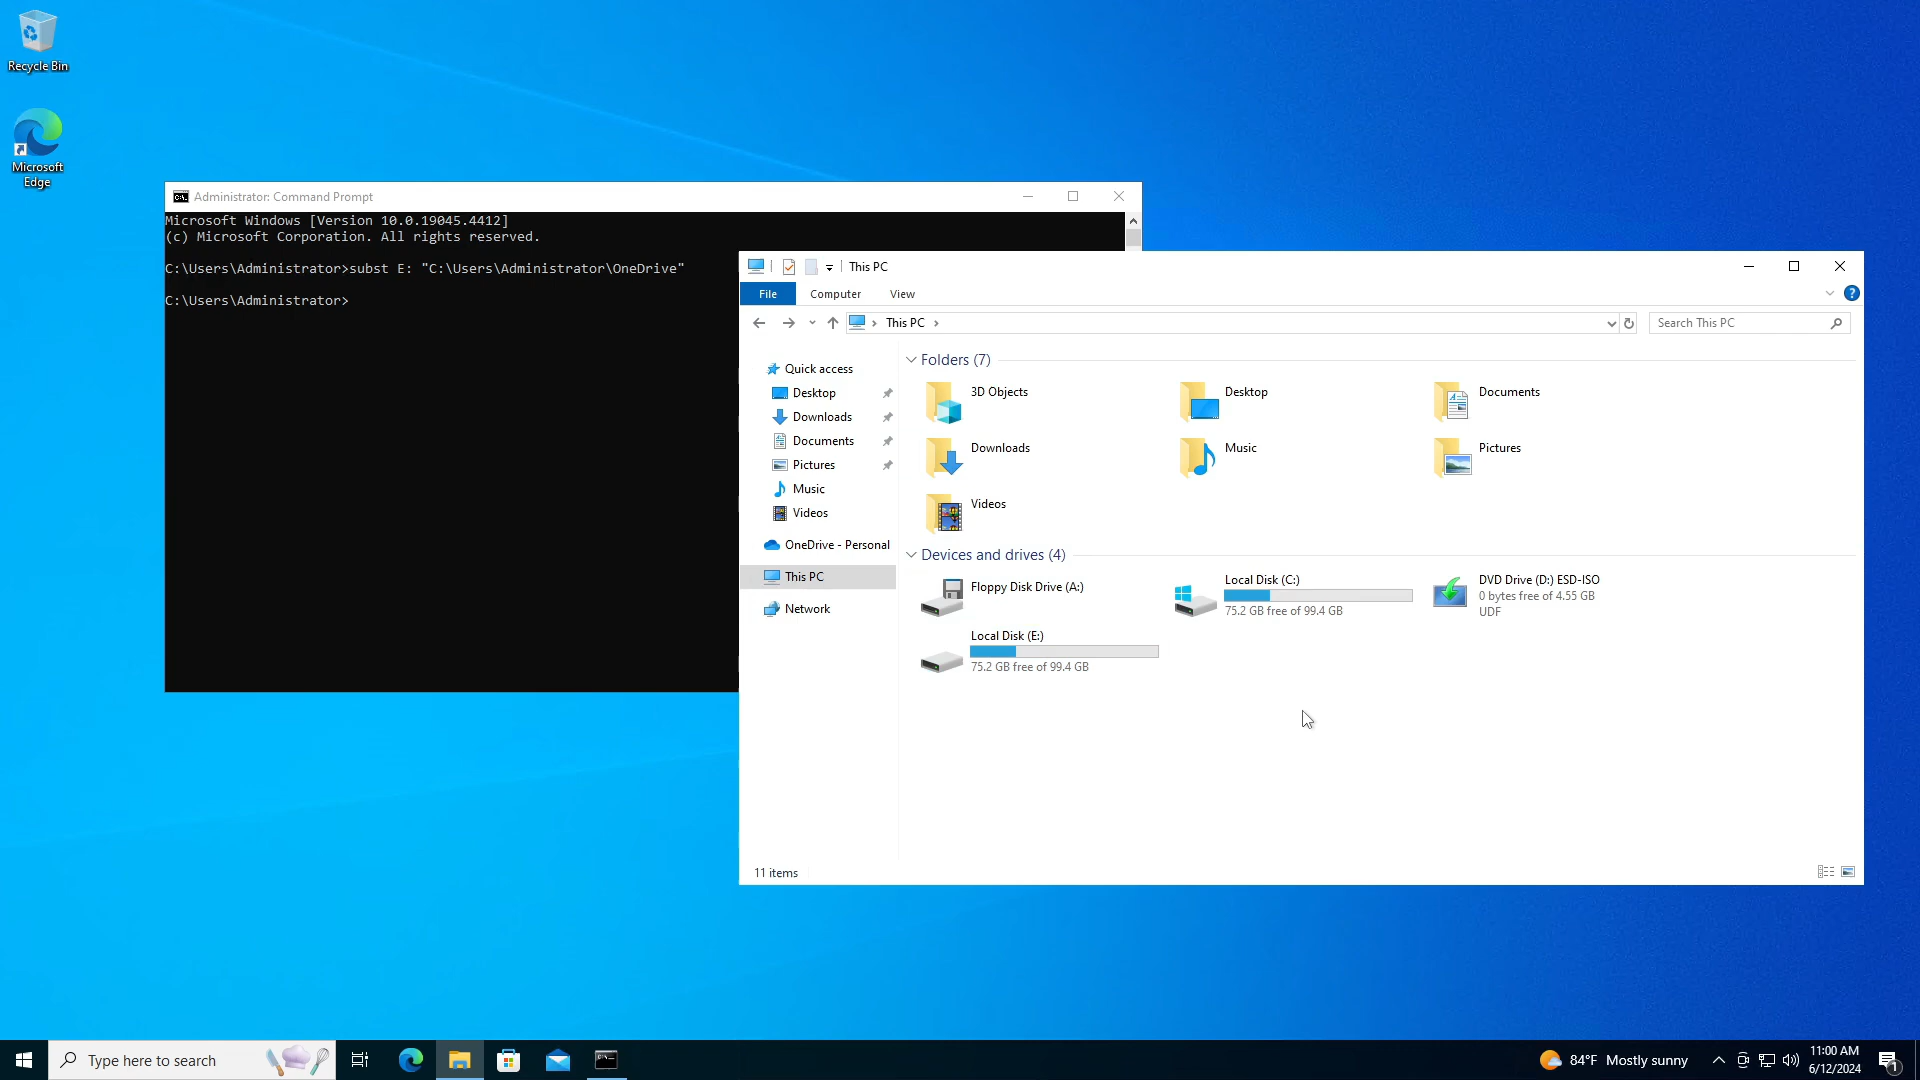 Recycle Bin
Microsoft
Edge
Administrator: Command Prompt
Microsoft Windows [Version 10.0.19045.4412]
(c) Microsoft Corporation. All rights reserved.
C:\Users\Administrator>subst E: "C:\Users\Administrator\OneDrive"
C:\Users\Administrator>
This PC
File Computer View
This PC
Search This PC
Quick access
Desktop
Downloads
Documents
Pictures
Music
Videos
OneDrive - Personal
This PC
Network
Folders (7)
3D Objects
Desktop
Documents
Downloads
Music
Pictures
Videos
Devices and drives (4)
Floppy Disk Drive (A:)
Local Disk (C:)
75.2 GB free of 99.4 GB
DVD Drive (D:) ESD-ISO
0 bytes free of 4.55 GB
UDF
Local Disk (E:)
75.2 GB free of 99.4 GB
11 items
Type here to search
84°F Mostly sunny
11:00 AM
6/12/2024
1